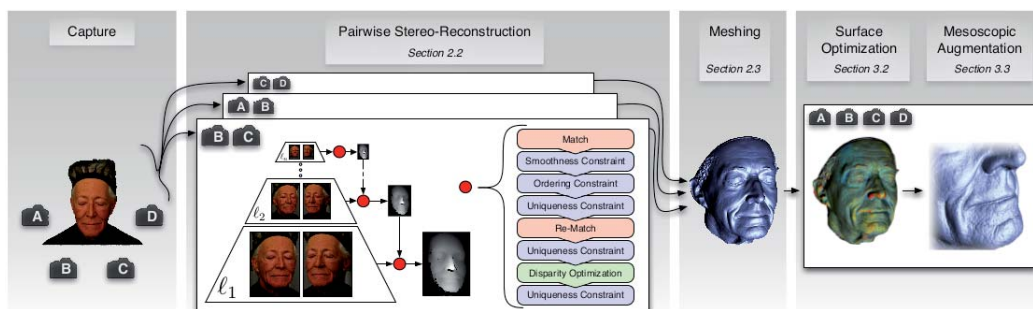 Capture
Pairwise Stereo-Reconstruction
Section 2.2
Meshing
Section 2.3
Surface
Optimization
Section 3.2
Mesoscopic
Augmentation
Section 3.3
C D
A B
B C
A
D
B
C
ℓn
ℓ2
ℓ1
Match
Smoothness Constraint
Ordering Constraint
Uniqueness Constraint
Re-Match
Uniqueness Constraint
Disparity Optimization
Uniqueness Constraint
A B C D